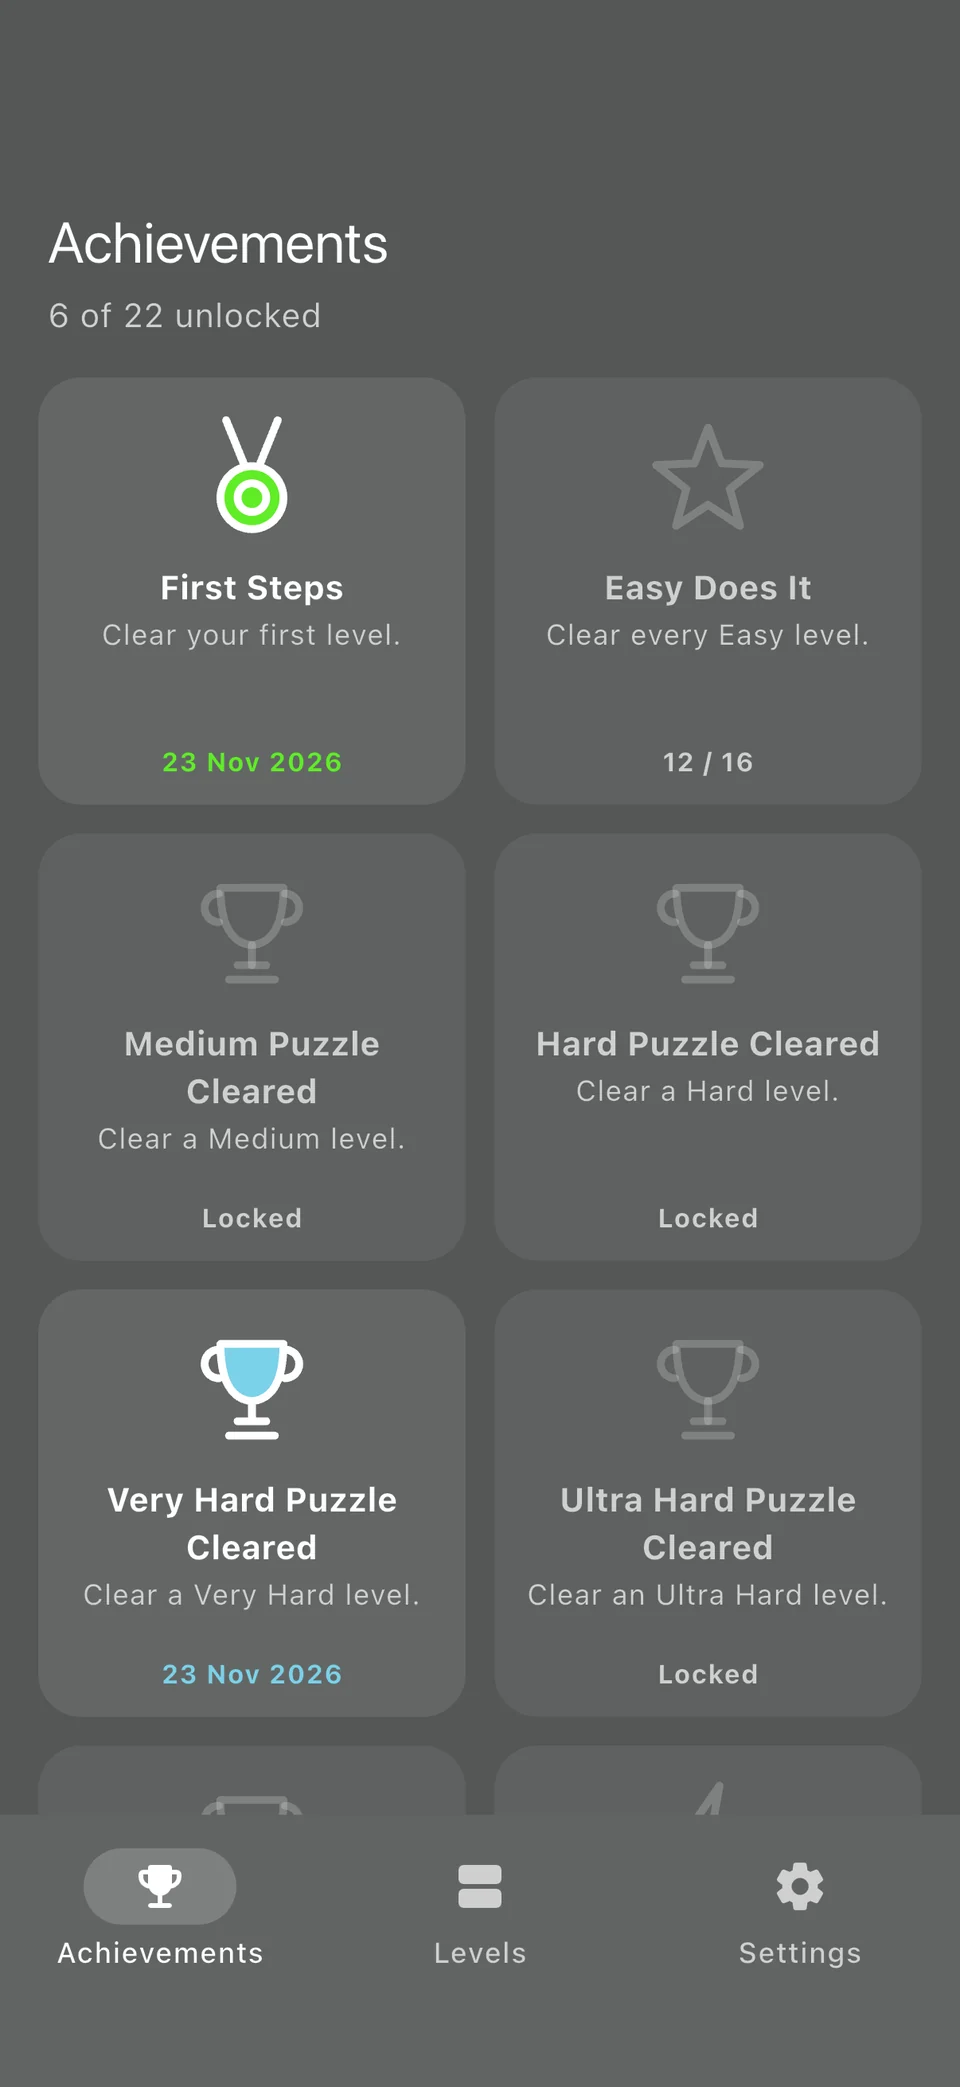 Achievements
6 of 22 unlocked
First Steps
Clear your first level.
23 Nov 2026
Easy Does It
Clear every Easy level.
12 / 16
Medium Puzzle
Cleared
Clear a Medium level.
Locked
Hard Puzzle Cleared
Clear a Hard level.
Locked
Very Hard Puzzle
Cleared
Clear a Very Hard level.
23 Nov 2026
Ultra Hard Puzzle
Cleared
Clear an Ultra Hard level.
Locked
Achievements
Levels
Settings